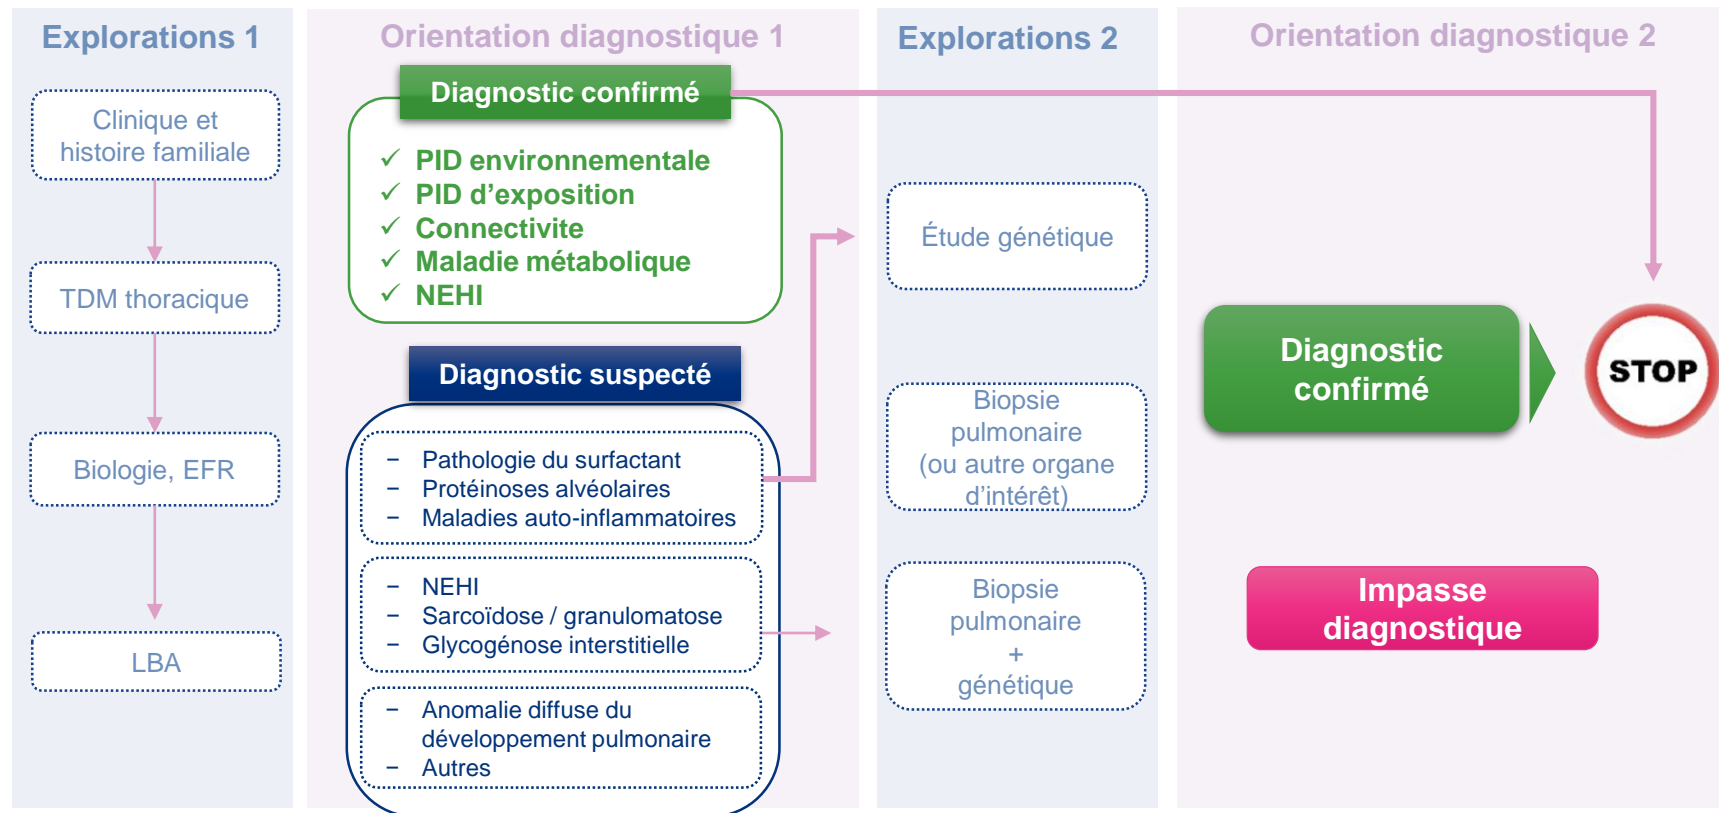 Explorations 1
Clinique et
histoire familiale
TDM thoracique
Biologie, EFR
LBA
Orientation diagnostique 1
Diagnostic confirmé
✓ PID environnementale
✓ PID d'exposition
✓ Connectivite
✓ Maladie métabolique
✓ NEHI
Diagnostic suspecté
− Pathologie du surfactant
− Protéinoses alvéolaires
− Maladies auto-inflammatoires
− NEHI
− Sarcoïdose / granulomatose
− Glycogénose interstitielle
− Anomalie diffuse du
développement pulmonaire
− Autres
Explorations 2
Étude génétique
Biopsie
pulmonaire
(ou autre organe
d'intérêt)
Biopsie
pulmonaire
+
génétique
Orientation diagnostique 2
Diagnostic
confirmé
STOP
Impasse
diagnostique